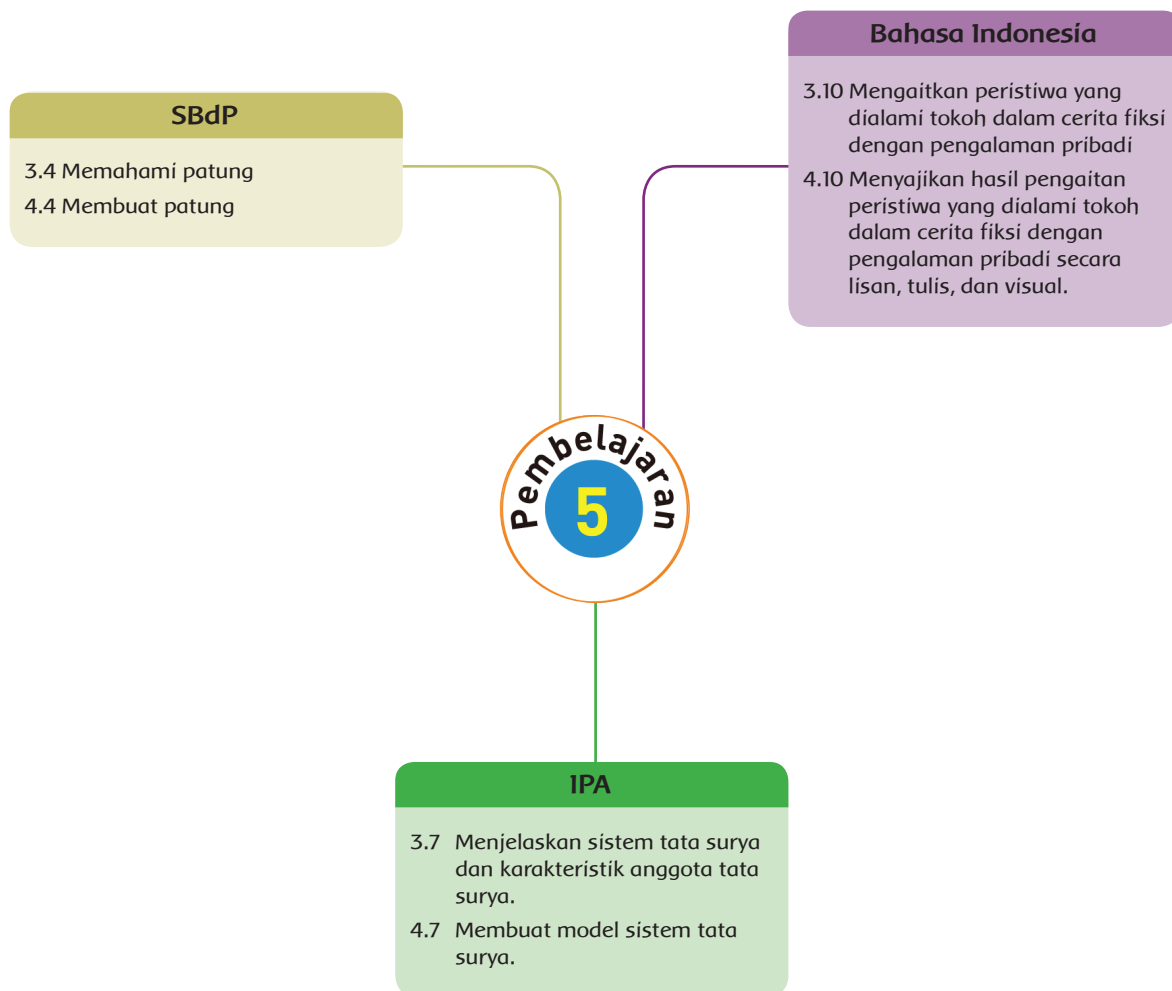 SBdP
3.4 Memahami patung
4.4 Membuat patung
Bahasa Indonesia
3.10 Mengaitkan peristiwa yang
dialami tokoh dalam cerita fiksi
dengan pengalaman pribadi
4.10 Menyajikan hasil pengaitan
peristiwa yang dialami tokoh
dalam cerita fiksi dengan
pengalaman pribadi secara
lisan, tulis, dan visual.
Pembelajaran
5
IPA
3.7 Menjelaskan sistem tata surya
dan karakteristik anggota tata
surya.
4.7 Membuat model sistem tata
surya.